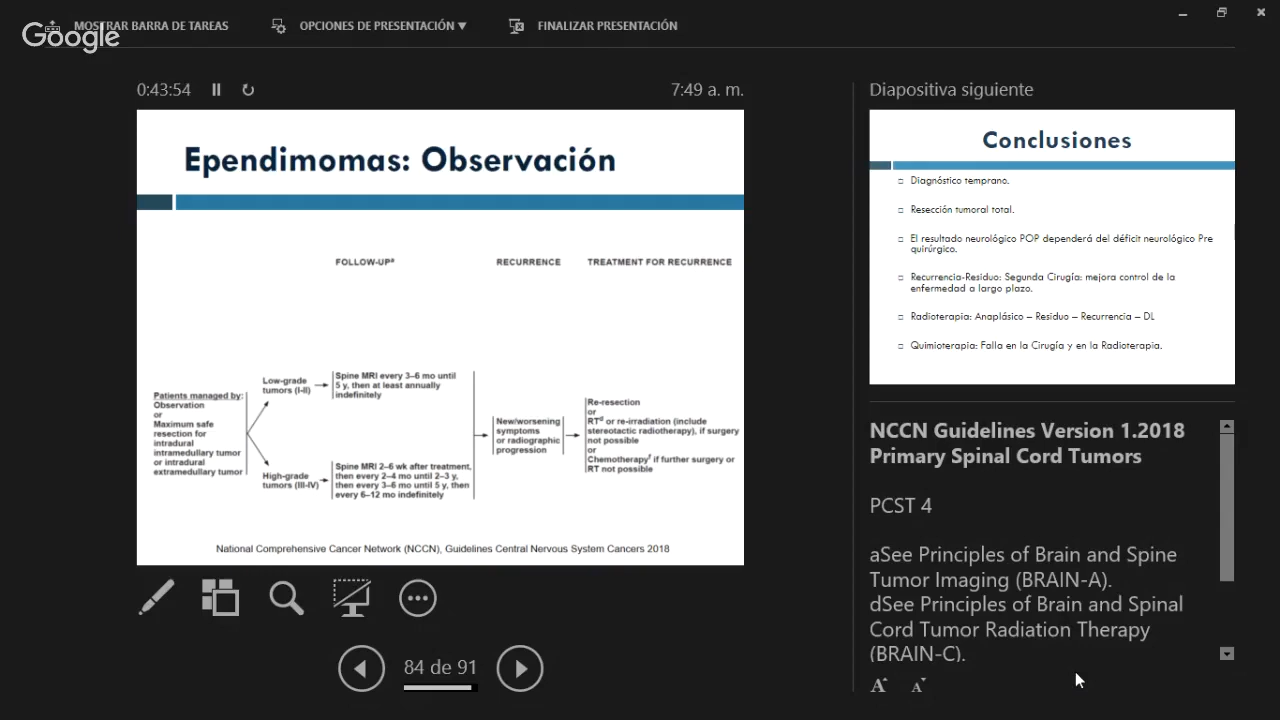 MOSTRAR BARRA DE TAREAS
OPCIONES DE PRESENTACIÓN ▼
FINALIZAR PRESENTACIÓN
Google
0:43:54
7:49 a. m.
Diapositiva siguiente
Ependimomas: Observación
FOLLOW-UPª
RECURRENCE
TREATMENT FOR RECURRENCE
Patients managed by:
Observation
or
Maximum safe
resection for
intradural
intramedullary tumor
or intradural
extramedullary tumor
Low-grade
tumors (I-II)
Spine MRI every 3–6 mo until
5 y, then at least annually
indefinitely
High-grade
tumors (III-IV)
Spine MRI 2–6 wk after treatment,
then every 2–4 mo until 2–3 y,
then every 3–6 mo until 5 y, then
every 6–12 mo indefinitely
New/worsening
symptoms
or radiographic
progression
Re-resection
or
RTᵈ or re-irradiation (include
stereotactic radiotherapy), if surgery
not possible
or
Chemotherapyᶠ if further surgery or
RT not possible
National Comprehensive Cancer Network (NCCN), Guidelines Central Nervous System Cancers 2018
Conclusiones
Diagnóstico temprano.
Resección tumoral total.
El resultado neurológico POP dependerá del déficit neurológico Pre
quirúrgico.
Recurrencia-Residuo: Segunda Cirugía: mejora control de la
enfermedad a largo plazo.
Radioterapia: Anaplásico – Residuo – Recurrencia – DL
Quimioterapia: Falla en la Cirugía y en la Radioterapia.
NCCN Guidelines Version 1.2018
Primary Spinal Cord Tumors
PCST 4
aSee Principles of Brain and Spine
Tumor Imaging (BRAIN-A).
dSee Principles of Brain and Spinal
Cord Tumor Radiation Therapy
(BRAIN-C).
84 de 91
A A